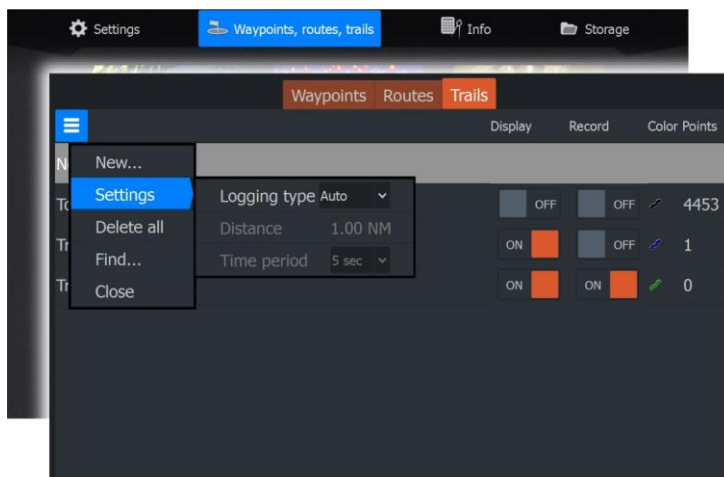 Settings
Waypoints, routes, trails
Info
Storage
Waypoints Routes Trails
Display Record Color Points
New...
Settings
Logging type Auto
OFF OFF 4453
Delete all
Distance 1.00 NM
ON OFF 1
Find...
Time period 5 sec
ON ON 0
Close